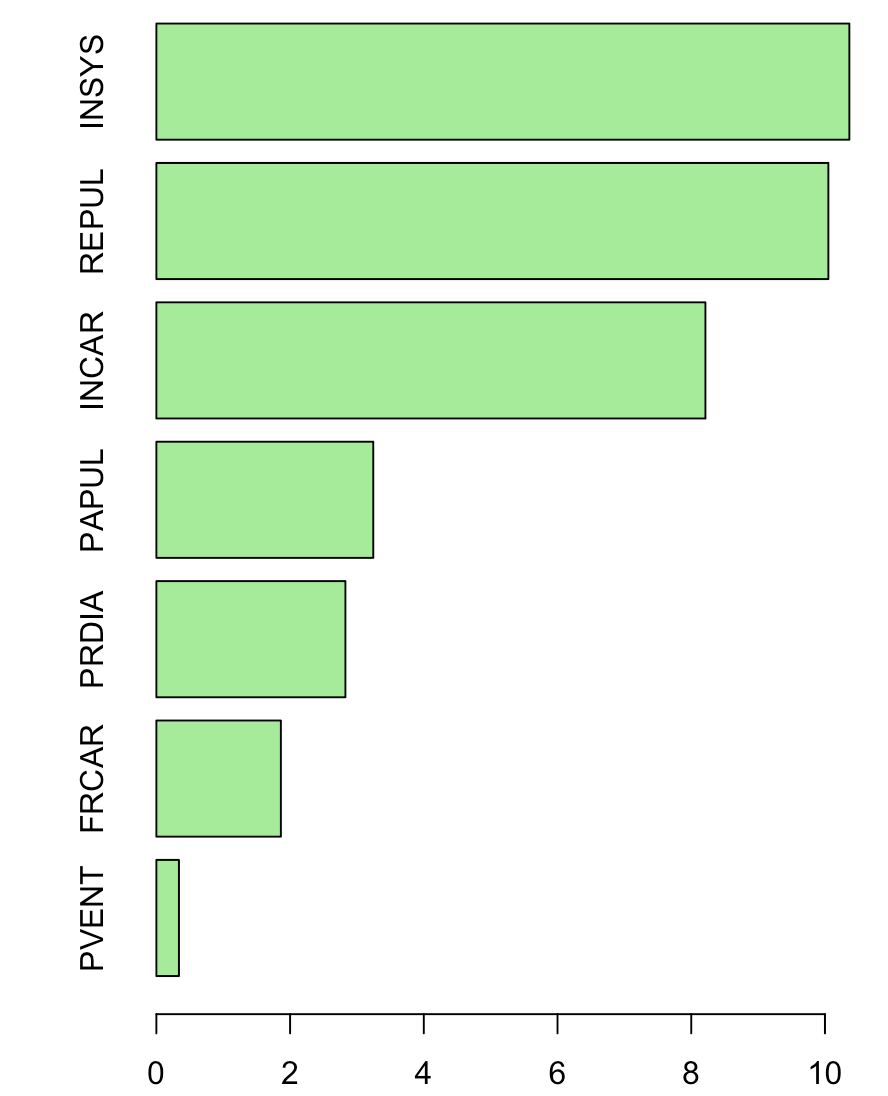 INSYS
REPUL
INCAR
PAPUL
PRDIA
FRCAR
PVENT
0 2 4 6 8 10